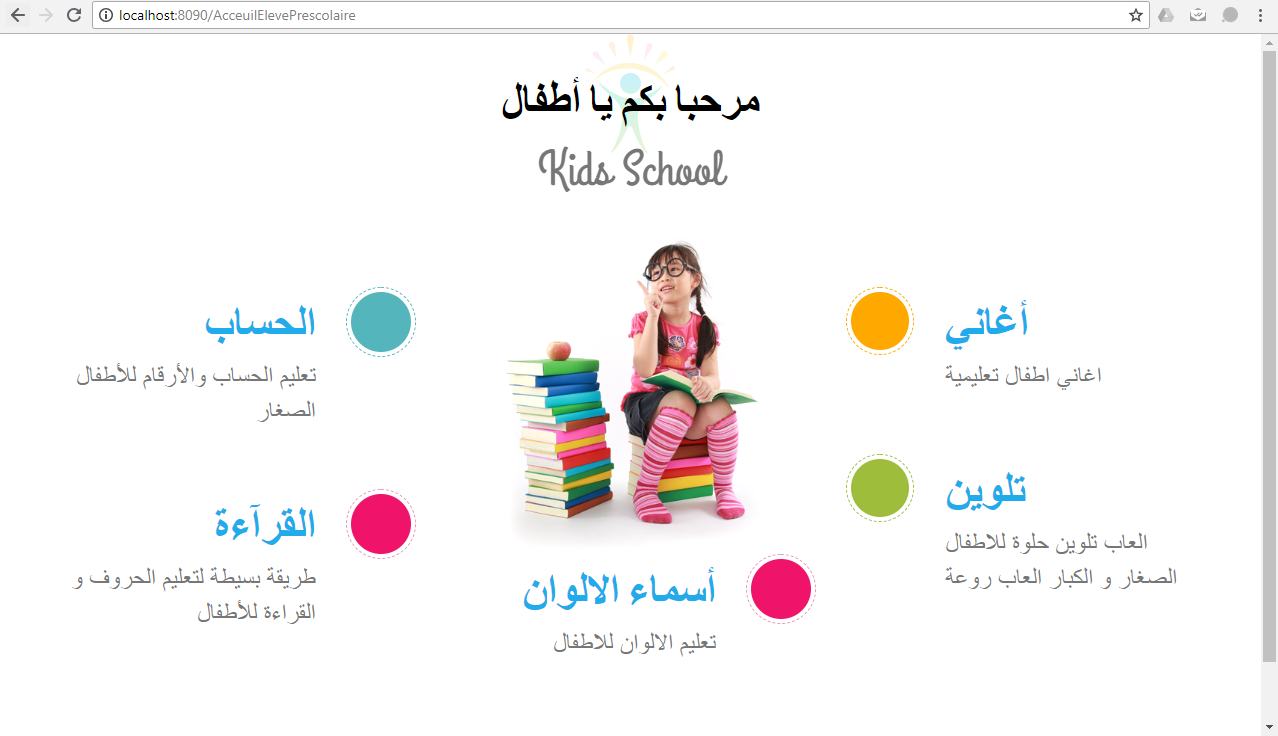 localhost:8090/AcceuilElevePrescolaire
مرحبا بكم يا أطفال
Kids School
أغاني
اغاني اطفال تعليمية
تلوين
العاب تلوين حلوة للاطفال
الصغار و الكبار العاب روعة
الحساب
تعليم الحساب والأرقام للأطفال
الصغار
القرآءة
طريقة بسيطة لتعليم الحروف و
القراءة للأطفال
أسماء الالوان
تعليم الالوان للاطفال